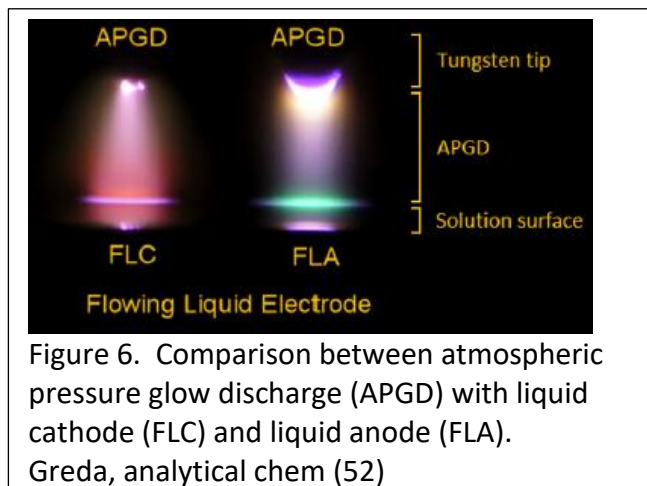 APGD APGD
Tungsten tip
APGD
Solution surface
FLC FLA
Flowing Liquid Electrode
Figure 6.  Comparison between atmospheric
pressure glow discharge (APGD) with liquid
cathode (FLC) and liquid anode (FLA).
Greda, analytical chem (52)